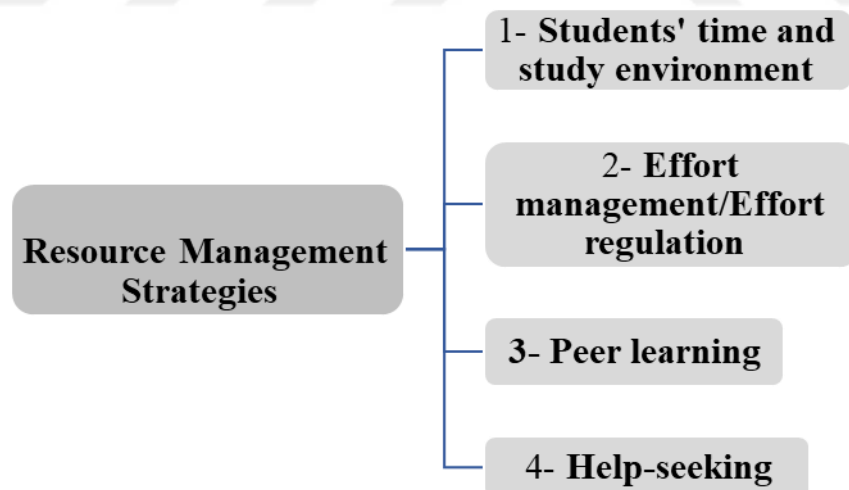 Resource Management
Strategies
1- Students' time and
study environment
2- Effort
management/Effort
regulation
3- Peer learning
4- Help-seeking